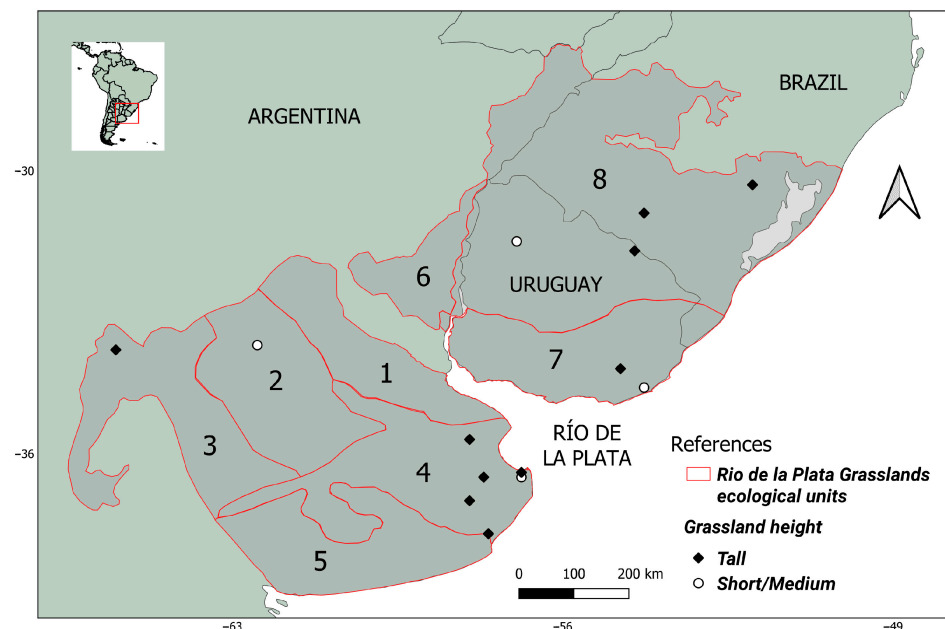 BRAZIL
ARGENTINA
−30
8
6
URUGUAY
7
1
2
3
RÍO DE
LA PLATA
−36
4
5
References
Rio de la Plata Grasslands
ecological units
Grassland height
Tall
Short/Medium
0 100 200 km
−63 −56 −49